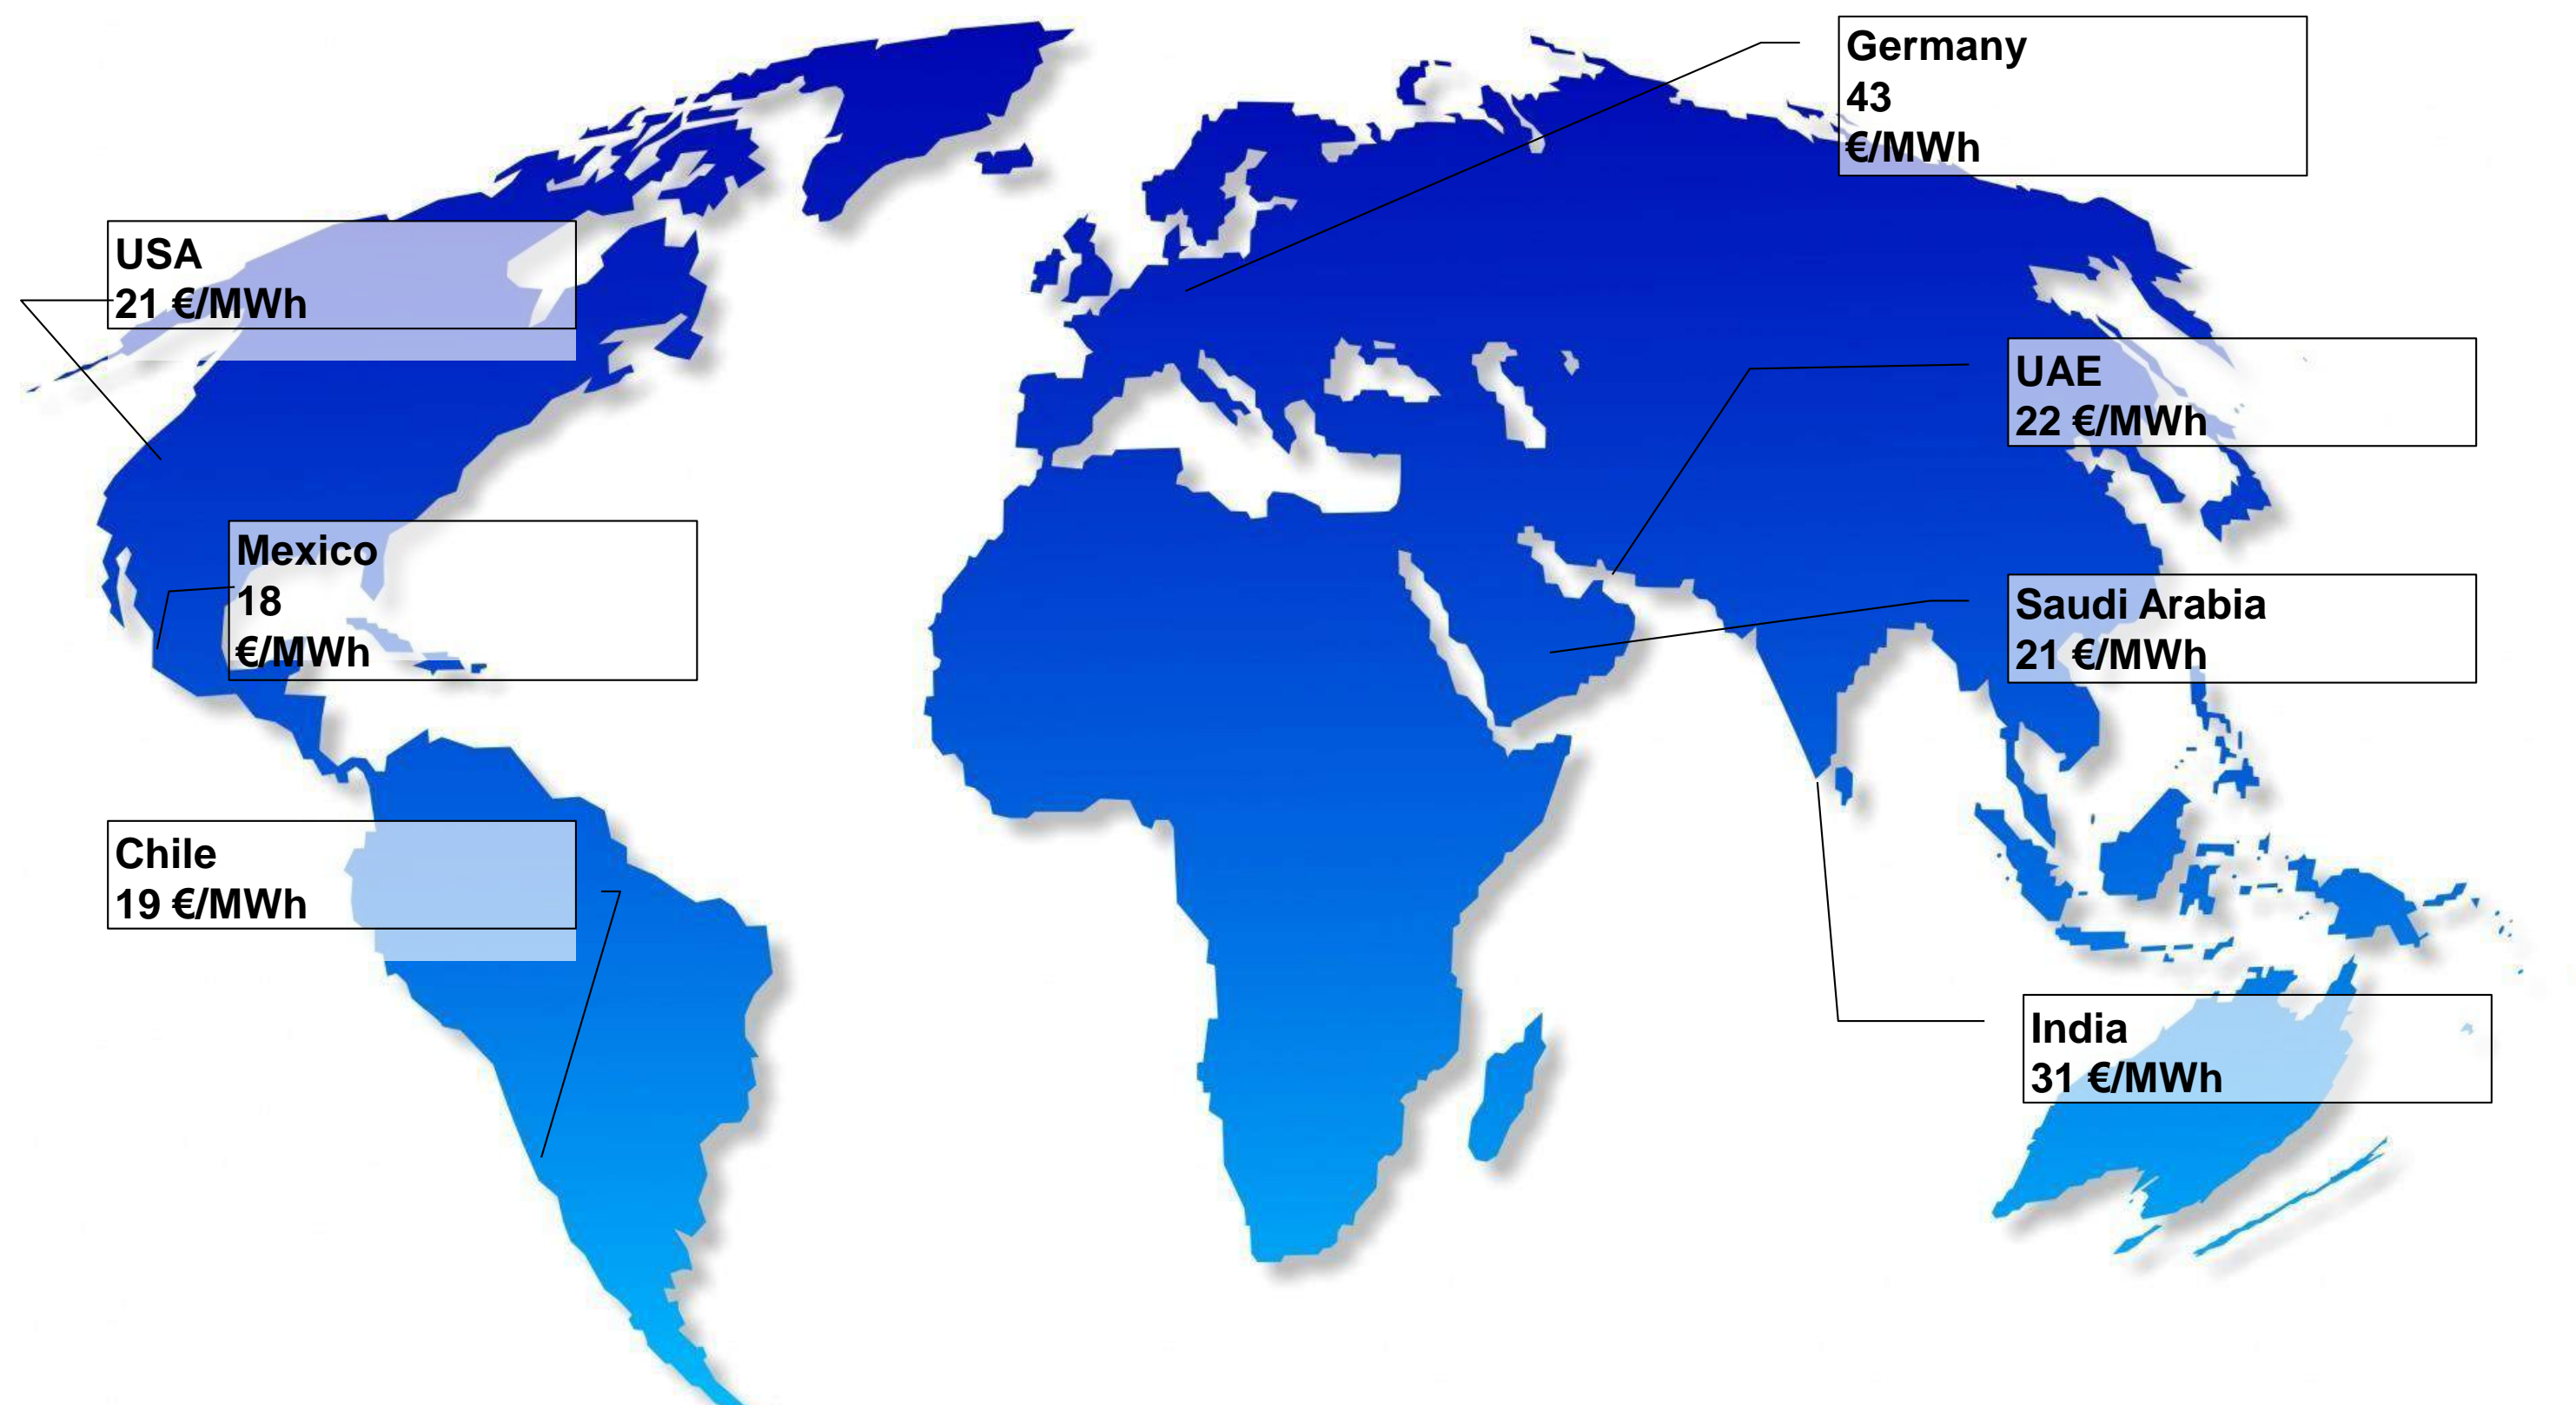 Germany
43
€/MWh
USA
21 €/MWh
UAE
22 €/MWh
Mexico
18
€/MWh
Saudi Arabia
21 €/MWh
Chile
19 €/MWh
India
31 €/MWh